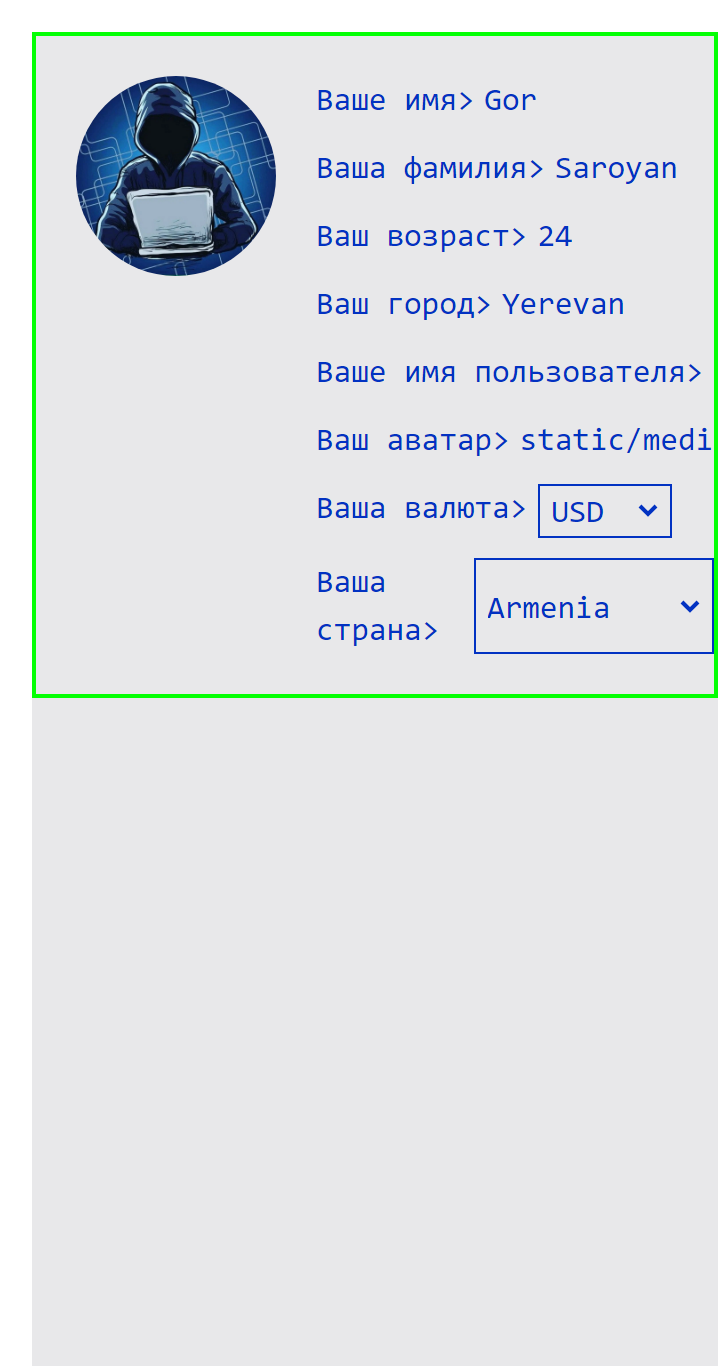 Ваше имя> Gor
Ваша фамилия> Saroyan
Ваш возраст> 24
Ваш город> Yerevan
Ваше имя пользователя>
Ваш аватар> static/medi
Ваша валюта> USD
Ваша
страна> Armenia